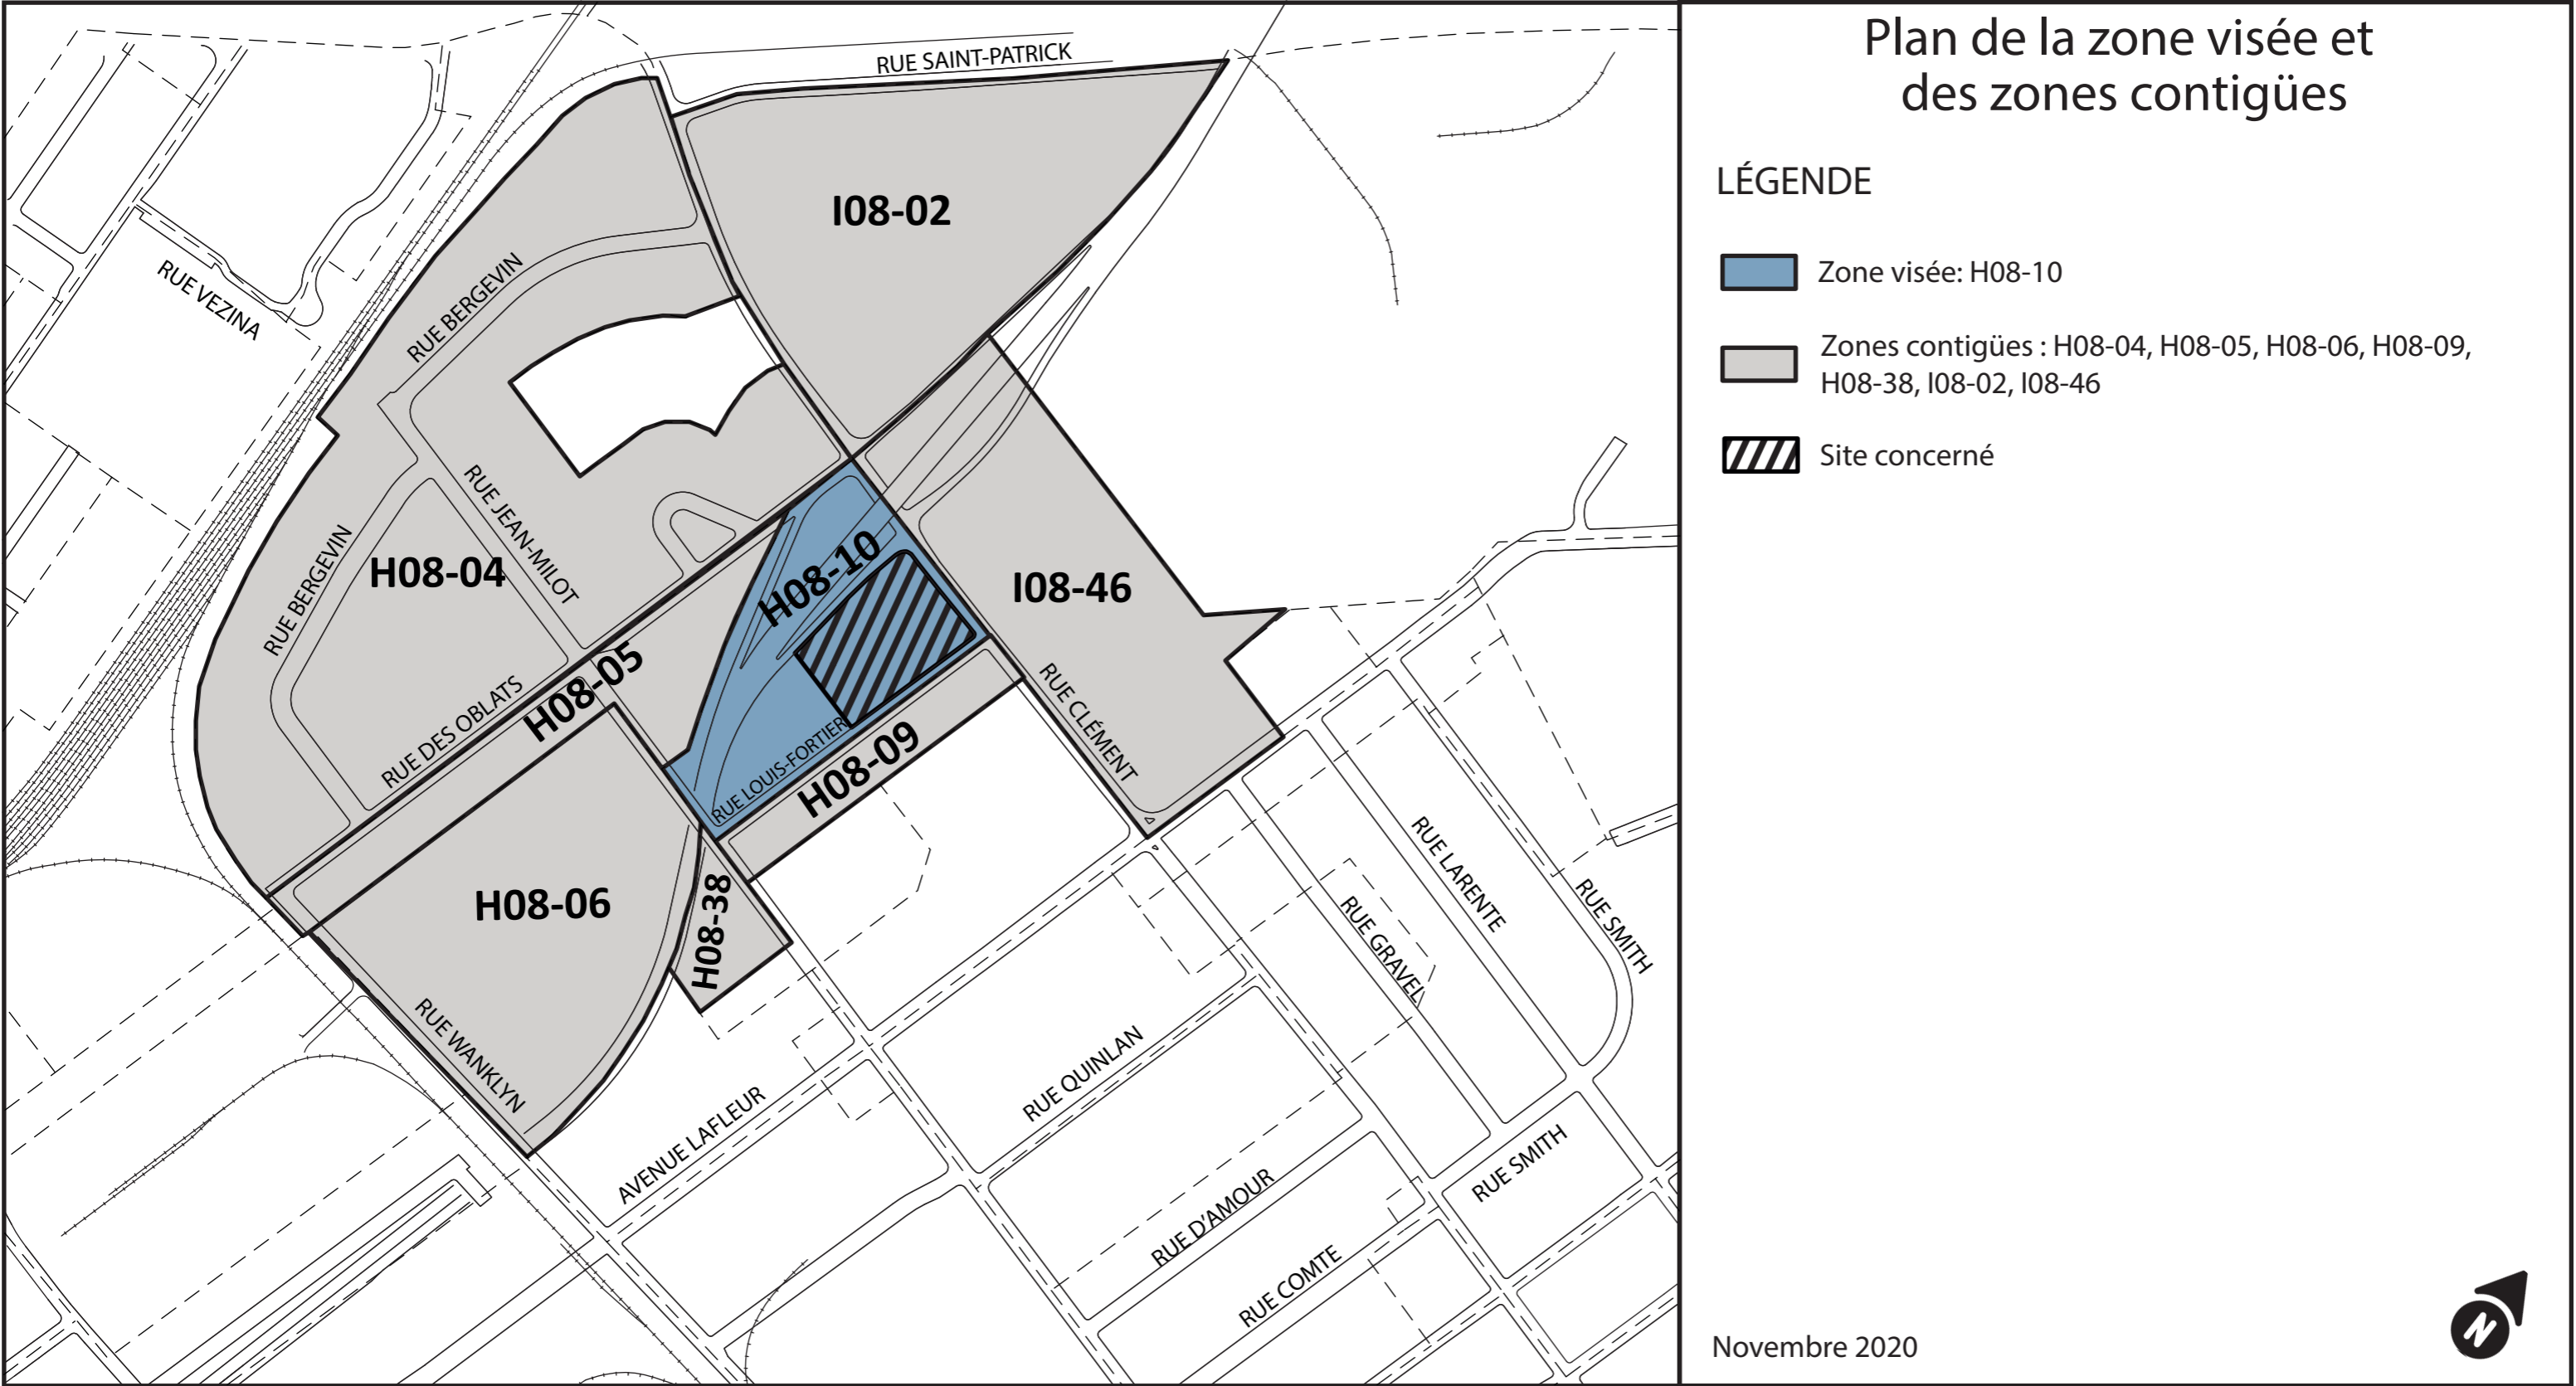 RUE SAINT-PATRICK
I08-02
RUE VEZINA
RUE BERGEVIN
RUE JEAN-MILOT
H08-10
RUE BERGEVIN
H08-04
I08-46
H08-05
RUE DES OBLATS
RUE LOUIS-FORTIER
H08-09
RUE CLÉMENT
H08-06
H08-38
RUE LARENTE
RUE GRAVEL
RUE SMITH
RUE WANKLYN
AVENUE LAFLEUR
RUE QUINLAN
RUE D'AMOUR
RUE SMITH
RUE COMTE
Plan de la zone visée et
des zones contigües
LÉGENDE
Zone visée: H08-10
Zones contigües : H08-04, H08-05, H08-06, H08-09,
H08-38, I08-02, I08-46
Site concerné
Novembre 2020
N